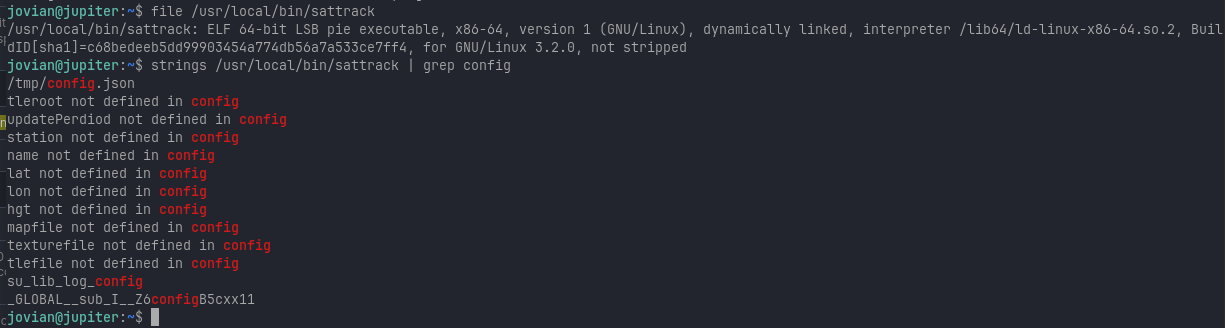 jovian@jupiter:~$ file /usr/local/bin/sattrack
/usr/local/bin/sattrack: ELF 64-bit LSB pie executable, x86-64, version 1 (GNU/Linux), dynamically linked, interpreter /lib64/ld-linux-x86-64.so.2, Buil
dID[sha1]=c68bedeeb5dd99903454a774db56a7a533ce7ff4, for GNU/Linux 3.2.0, not stripped
jovian@jupiter:~$ strings /usr/local/bin/sattrack | grep config
/tmp/config.json
tleroot not defined in config
updatePerdiod not defined in config
station not defined in config
name not defined in config
lat not defined in config
lon not defined in config
hgt not defined in config
mapfile not defined in config
texturefile not defined in config
tlefile not defined in config
su_lib_log_config
_GLOBAL__sub_I__Z6configB5cxx11
jovian@jupiter:~$